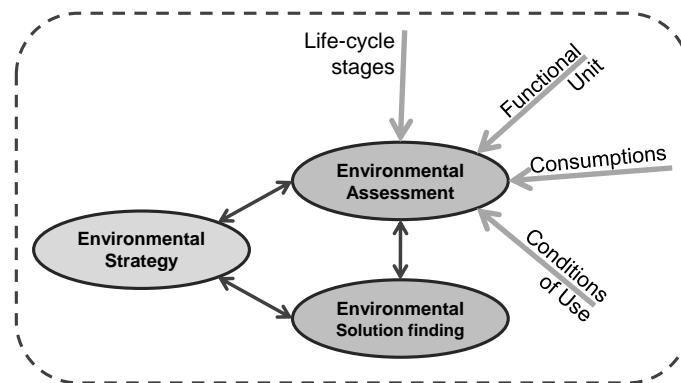 Life-cycle
stages
Functional
Unit
Environmental
Assessment
Consumptions
Environmental
Strategy
Conditions
of Use
Environmental
Solution finding